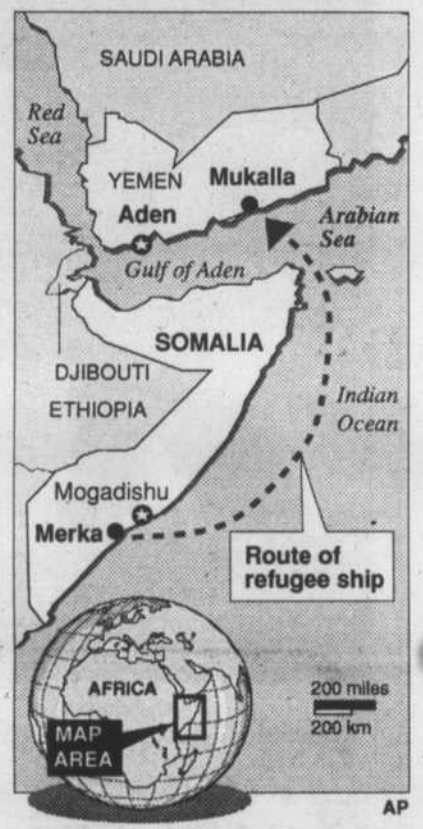 SAUDI ARABIA
Red
Sea
YEMEN
Mukalla
Aden
Arabian
Sea
Gulf of Aden
SOMALIA
DJIBOUTI
ETHIOPIA
Indian
Ocean
Mogadishu
Merka
Route of
refugee ship
AFRICA
MAP
AREA
200 miles
200 km
AP